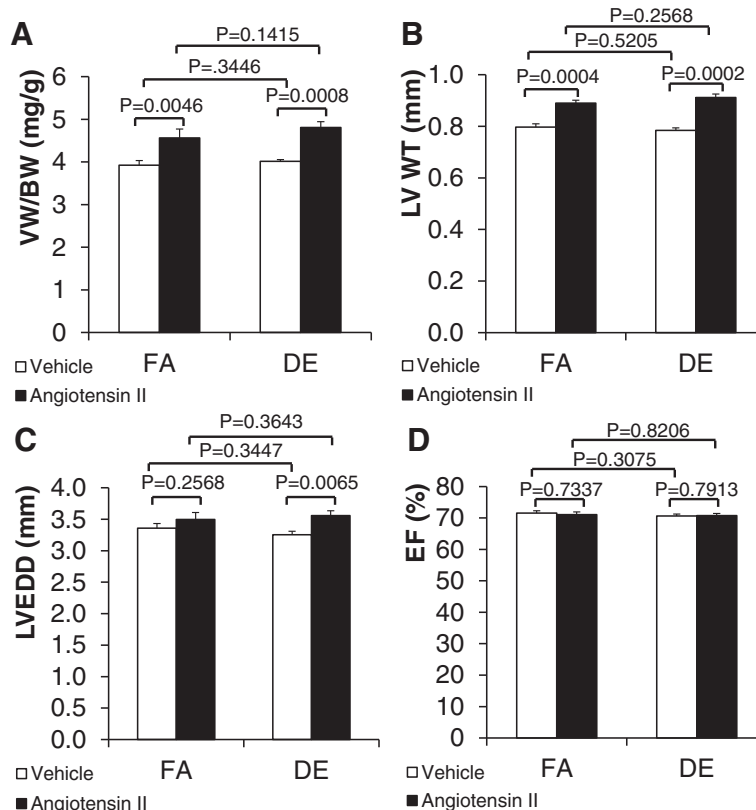 A
P=0.1415
P=.3446
P=0.0046
P=0.0008
VW/BW (mg/g)
6
5
4
3
2
1
0
FA
DE
Vehicle
Angiotensin II
B
P=0.2568
P=0.5205
P=0.0004
P=0.0002
LV WT (mm)
1.0
0.8
0.6
0.4
0.2
0.0
FA
DE
Vehicle
Angiotensin II
C
P=0.3643
P=0.3447
P=0.2568
P=0.0065
LVEDD (mm)
4.0
3.5
3.0
2.5
2.0
1.5
1.0
0.5
0.0
FA
DE
Vehicle
Angiotensin II
D
P=0.8206
P=0.3075
P=0.7337
P=0.7913
EF (%)
80
70
60
50
40
30
20
10
0
FA
DE
Vehicle
Angiotensin II